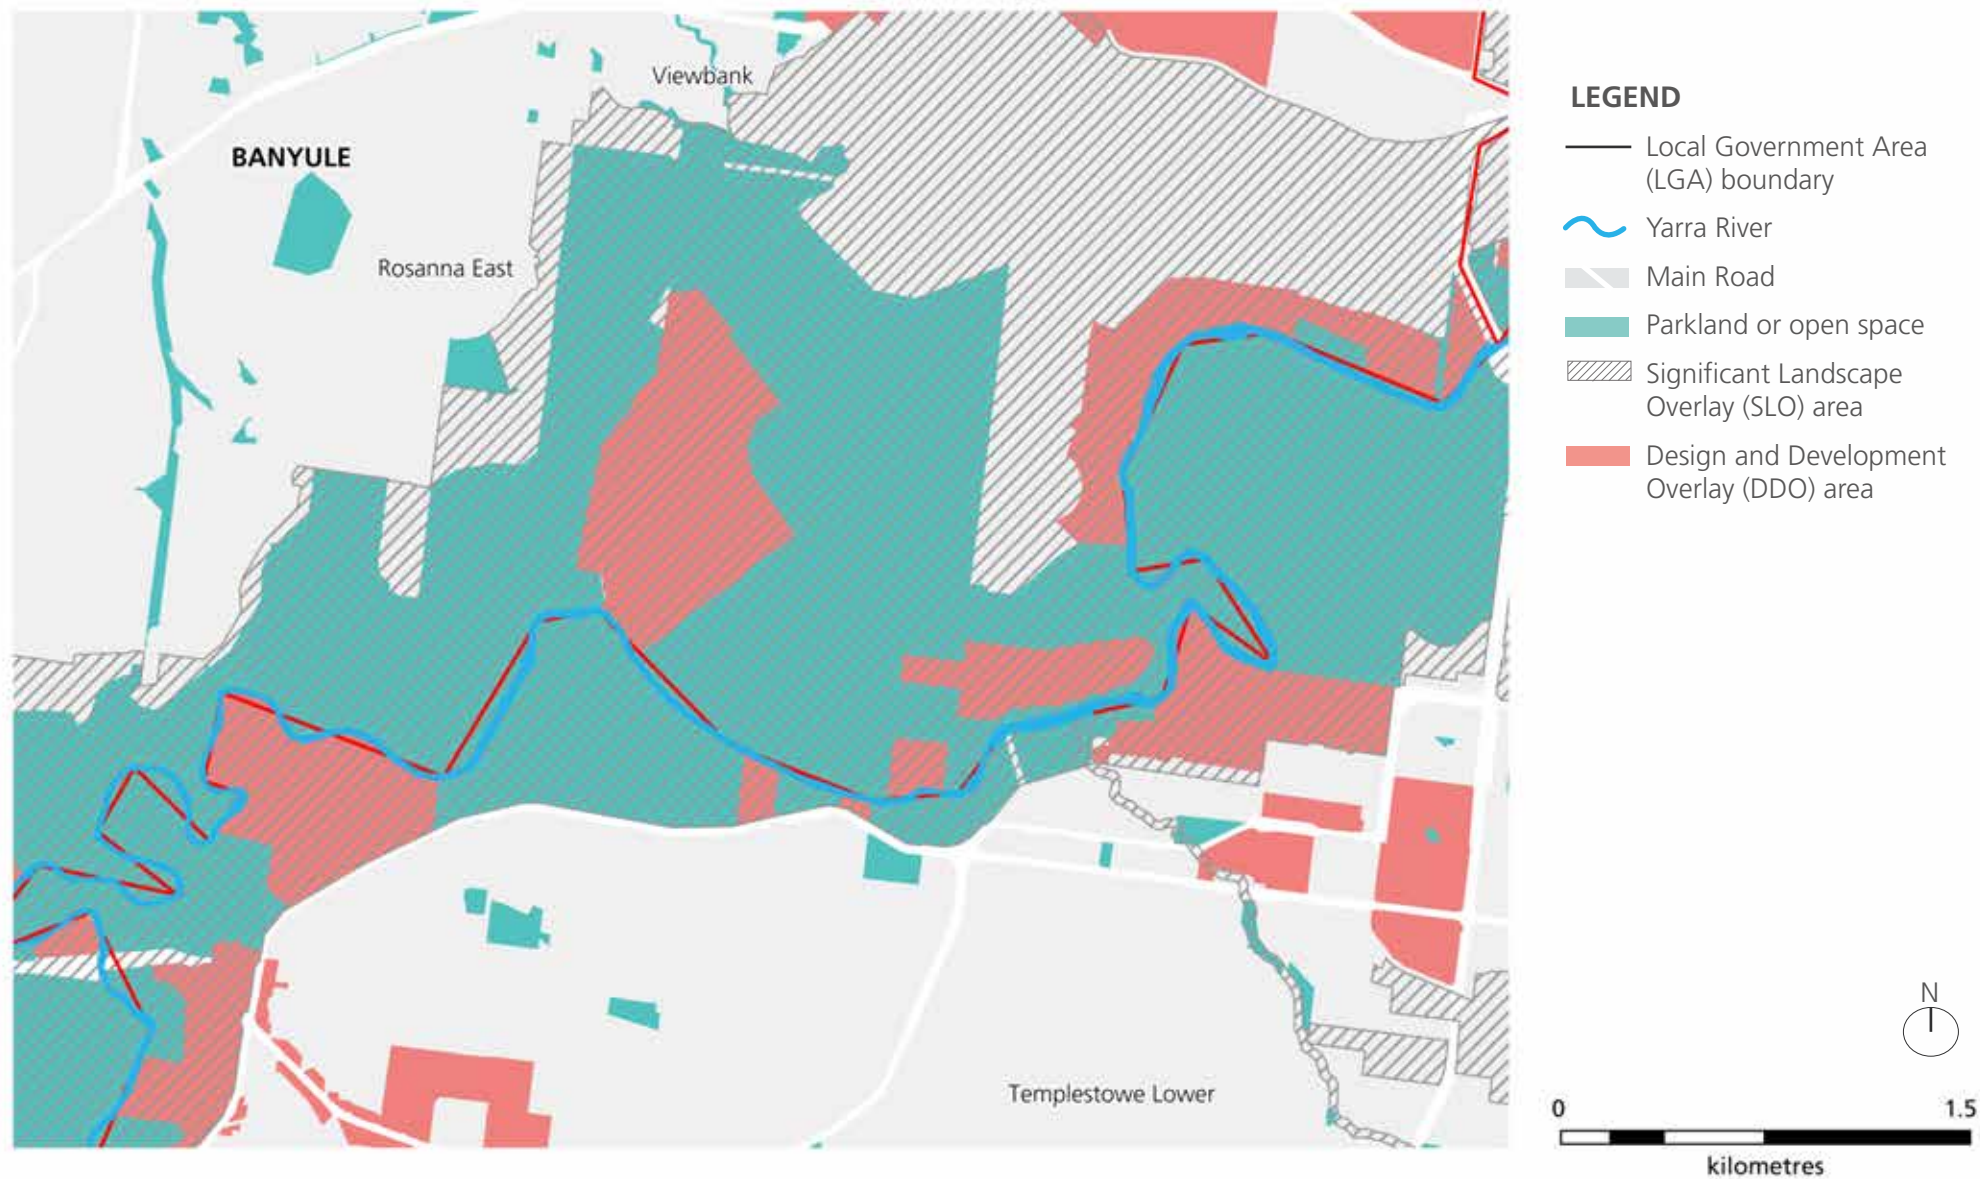 Viewbank
BANYULE
Rosanna East
Templestowe Lower
LEGEND
Local Government Area
(LGA) boundary
Yarra River
Main Road
Parkland or open space
Significant Landscape
Overlay (SLO) area
Design and Development
Overlay (DDO) area
N
0 1.5
kilometres